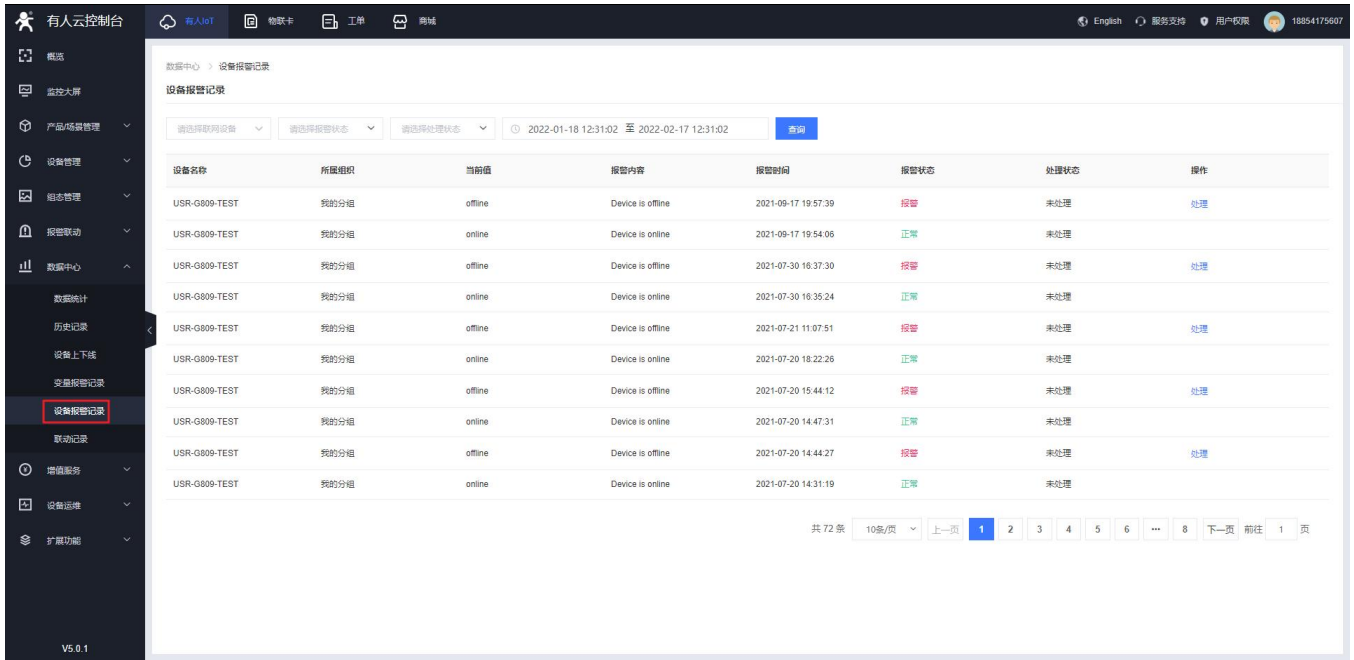 有人云控制台 有人IoT 物联卡 工单 商城 English 服务支持 用户权限 18854175607
概览
监控大屏
产品/场景管理
设备管理
组态管理
报警联动
数据中心
数据统计
历史记录
设备上下线
变量报警记录
设备报警记录
联动记录
增值服务
设备运维
扩展功能
V5.0.1
数据中心 > 设备报警记录
设备报警记录
请选择联网设备 请选择报警状态 请选择处理状态 2022-01-18 12:31:02 至 2022-02-17 12:31:02 查询
设备名称 所属组织 当前值 报警内容 报警时间 报警状态 处理状态 操作
USR-G809-TEST 我的分组 offline Device is offline 2021-09-17 19:57:39 报警 未处理 处理
USR-G809-TEST 我的分组 online Device is online 2021-09-17 19:54:06 正常 未处理
USR-G809-TEST 我的分组 offline Device is offline 2021-07-30 16:37:30 报警 未处理 处理
USR-G809-TEST 我的分组 online Device is online 2021-07-30 16:35:24 正常 未处理
USR-G809-TEST 我的分组 offline Device is offline 2021-07-21 11:07:51 报警 未处理 处理
USR-G809-TEST 我的分组 online Device is online 2021-07-20 18:22:26 正常 未处理
USR-G809-TEST 我的分组 offline Device is offline 2021-07-20 15:44:12 报警 未处理 处理
USR-G809-TEST 我的分组 online Device is online 2021-07-20 14:47:31 正常 未处理
USR-G809-TEST 我的分组 offline Device is offline 2021-07-20 14:44:27 报警 未处理 处理
USR-G809-TEST 我的分组 online Device is online 2021-07-20 14:31:19 正常 未处理
共 72 条 10条/页 上一页 1 2 3 4 5 6 ··· 8 下一页 前往 1 页